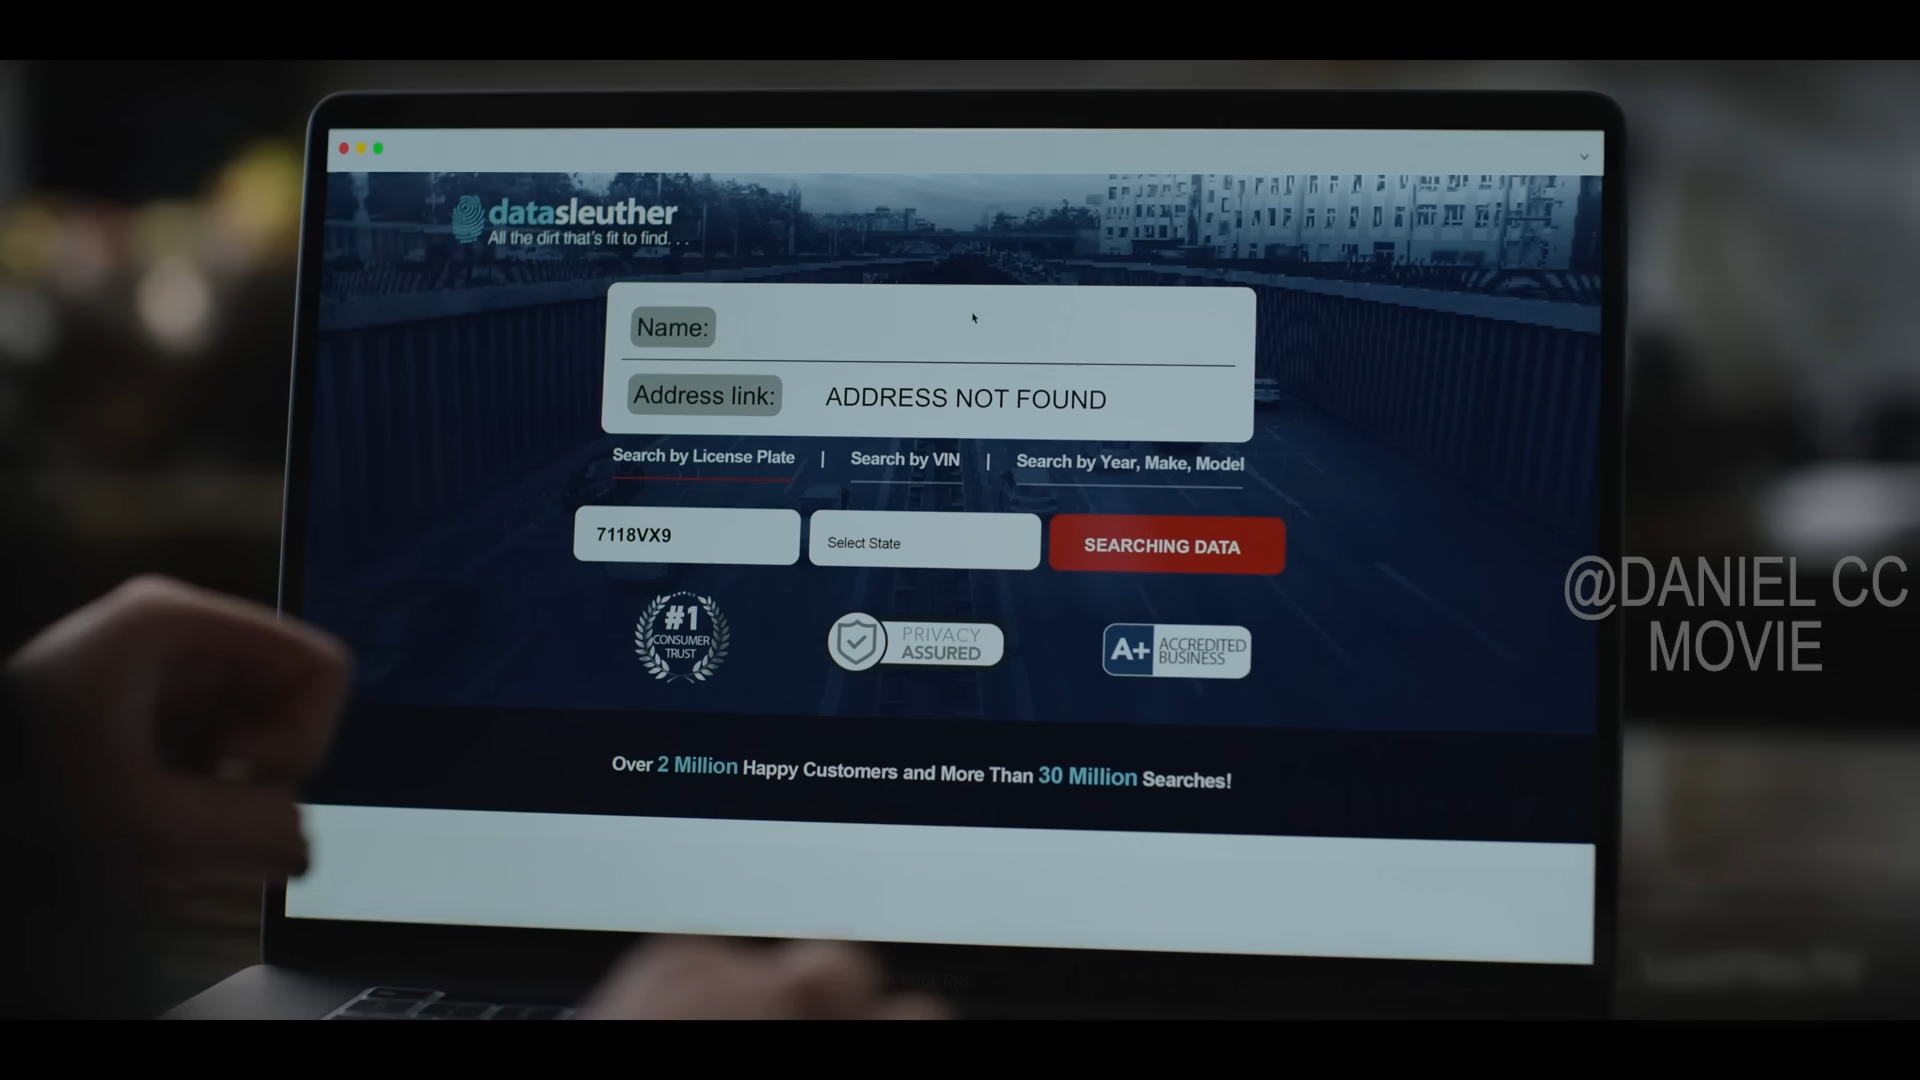 datasleuther
All the dirt that's fit to find. . .
Name:
Address link: ADDRESS NOT FOUND
Search by License Plate | Search by VIN | Search by Year, Make, Model
7118VX9
Select State
SEARCHING DATA
#1
CONSUMER
TRUST
PRIVACY
ASSURED
A+
ACCREDITED
BUSINESS
Over 2 Million Happy Customers and More Than 30 Million Searches!
@DANIEL CC
MOVIE